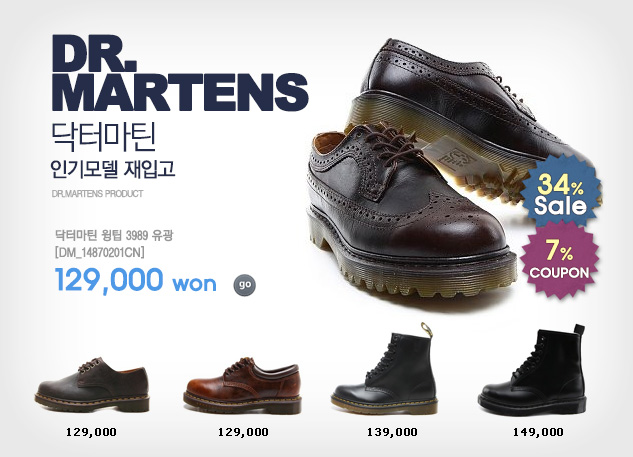 DR.
MARTENS
닥터마틴
인기모델 재입고
DR.MARTENS PRODUCT
닥터마틴 윙팁 3989 유광
[DM_14870201CN]
129,000 won
go
34%
Sale
7%
COUPON
129,000
129,000
139,000
149,000